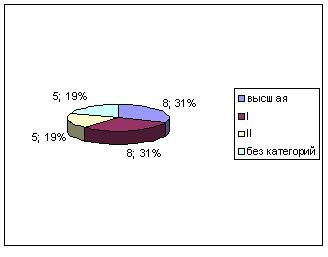 5; 19%
8; 31%
5; 19%
8; 31%
высш ая
I
II
без категорий